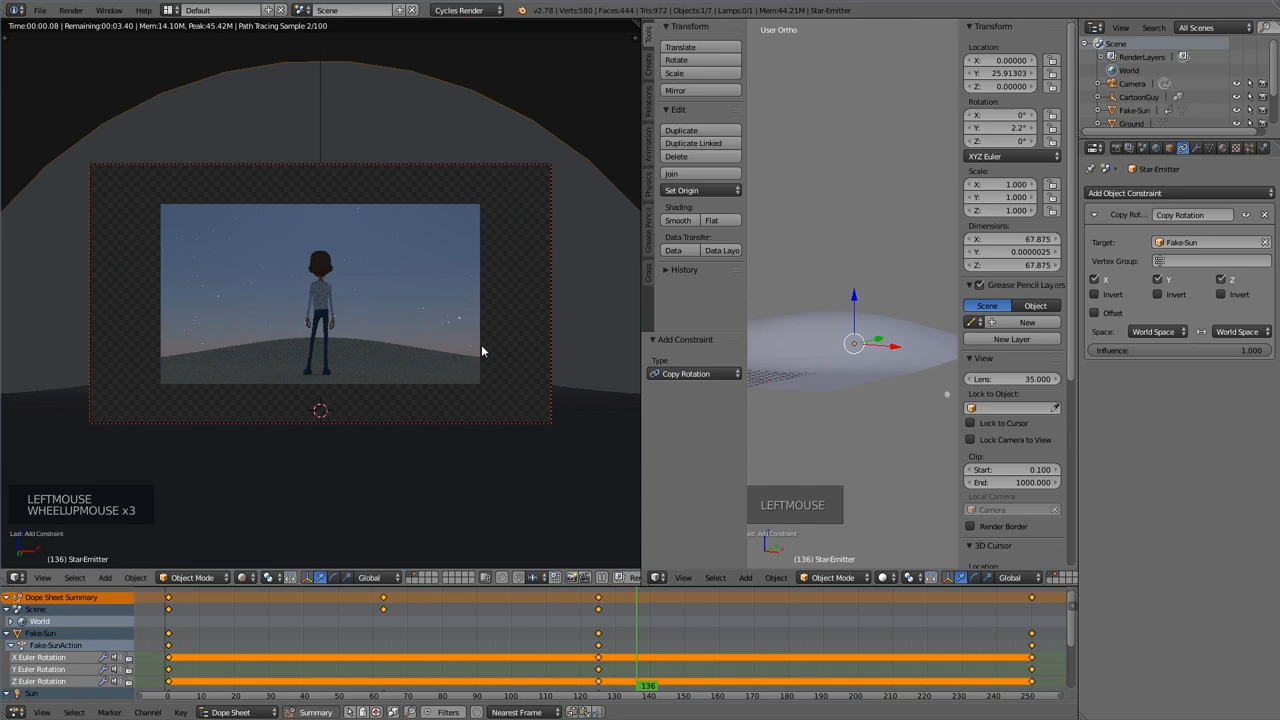 File Render Window Help Default Scene Cycles Render v2.78 | Verts:580 | Faces:444 | Tris:972 | Objects:1/7 | Lamps:0/1 | Mem:44.21M | Star-Emitter
Time:00:00.08 | Remaining:00:03.40 | Mem:14.10M, Peak:45.42M | Path Tracing Sample 2/100
LEFTMOUSE
WHEELUPMOUSE x3
Last: Add Constraint
(136) Star-Emitter
View Select Add Object Object Mode Global
Tools
Create
Relations
Animation
Physics
Grease Pencil
Grass
Transform
Translate
Rotate
Scale
Mirror
Edit
Duplicate
Duplicate Linked
Delete
Join
Set Origin
Shading:
Smooth Flat
Data Transfer:
Data Data Layo
History
Add Constraint
Type
Copy Rotation
User Ortho
LEFTMOUSE
ast: Add Constraint
(136) Star-Emitter
View Select Add Object Object Mode Global
Transform
Location:
X: 0.00000
Y: 25.91303
Z: 0.00000
Rotation:
X: 0°
Y: 2.2°
Z: 0°
XYZ Euler
Scale:
X: 1.000
Y: 1.000
Z: 1.000
Dimensions:
X: 67.875
Y: 0.0000025
Z: 67.875
Grease Pencil Layers
Scene Object
New
New Layer
View
Lens: 35.000
Lock to Object:
Lock to Cursor
Lock Camera to View
Clip:
Start: 0.100
End: 1000.000
Local Camera:
Camera
Render Border
3D Cursor
Location:
View Search All Scenes
Scene
RenderLayers
World
Camera
CartoonGuy
Fake-Sun
Ground
Star-Emitter
Add Object Constraint
Copy Rot... Copy Rotation
Target: Fake-Sun
Vertex Group:
X Y Z
Invert Invert Invert
Offset
Space: World Space World Space
Influence: 1.000
Dope Sheet Summary
Scene
World
Fake-Sun
Fake-SunAction
X Euler Rotation
Y Euler Rotation
Z Euler Rotation
Sun
136
0 10 20 30 40 50 60 70 80 90 100 110 120 130 140 150 160 170 180 190 200 210 220 230 240 250 260
View Select Marker Channel Key Dope Sheet Summary Filters Nearest Frame